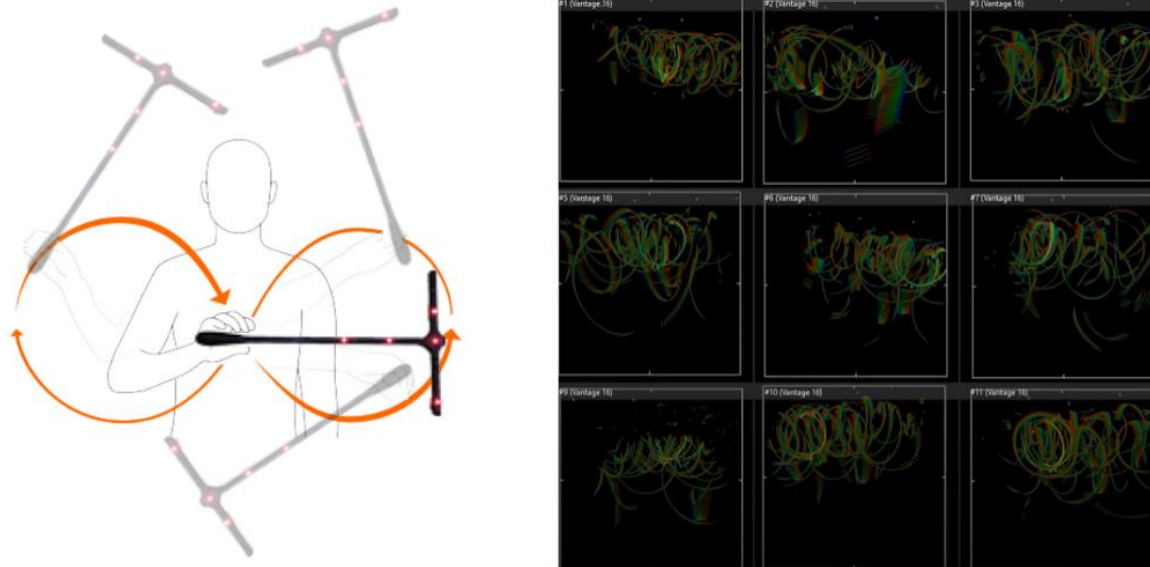 #1 (Vantage 16)
#2 (Vantage 16)
#3 (Vantage 16)
#5 (Vantage 16)
#6 (Vantage 16)
#7 (Vantage 16)
#9 (Vantage 16)
#10 (Vantage 16)
#11 (Vantage 16)